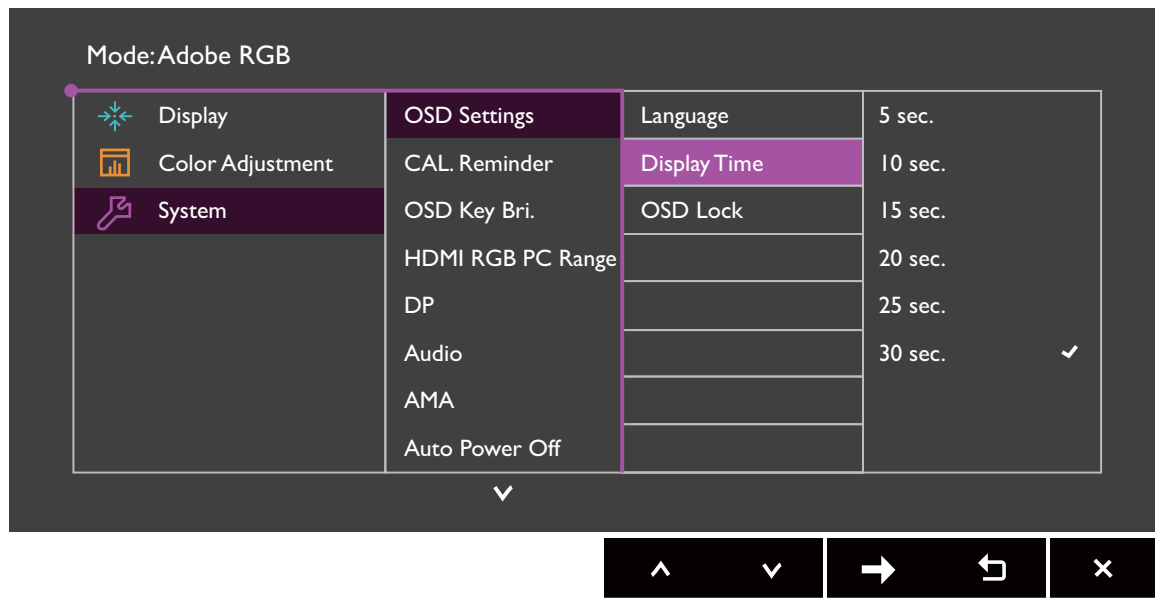 Mode: Adobe RGB
Display
Color Adjustment
System
OSD Settings
CAL. Reminder
OSD Key Bri.
HDMI RGB PC Range
DP
Audio
AMA
Auto Power Off
Language
Display Time
OSD Lock
5 sec.
10 sec.
15 sec.
20 sec.
25 sec.
30 sec.